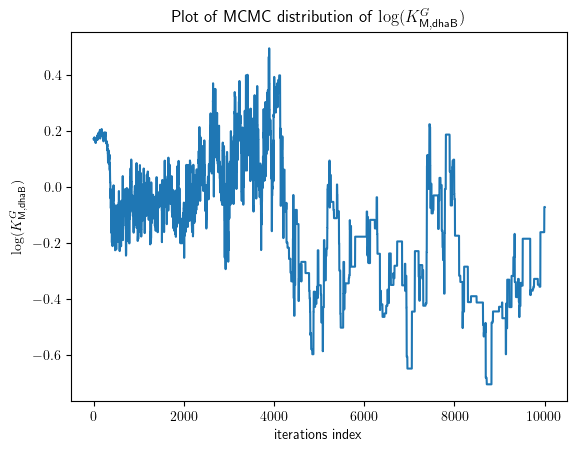 Plot of MCMC distribution of log(K^G_M,dhaB)
log(K^G_M,dhaB)
0.4
0.2
0.0
−0.2
−0.4
−0.6
0 2000 4000 6000 8000 10000
iterations index